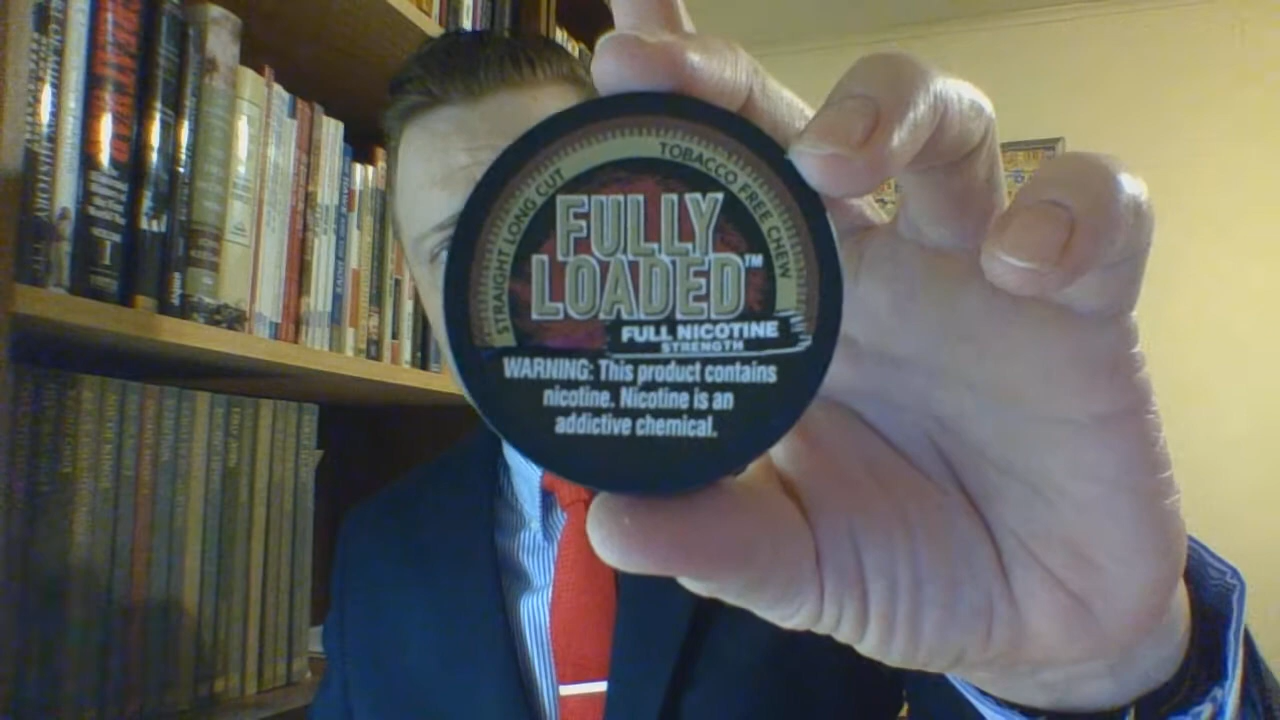 STRAIGHT LONG CUT
TOBACCO FREE CHEW
FULLY
LOADED™
FULL NICOTINE
STRENGTH
WARNING: This product contains
nicotine. Nicotine is an
addictive chemical.